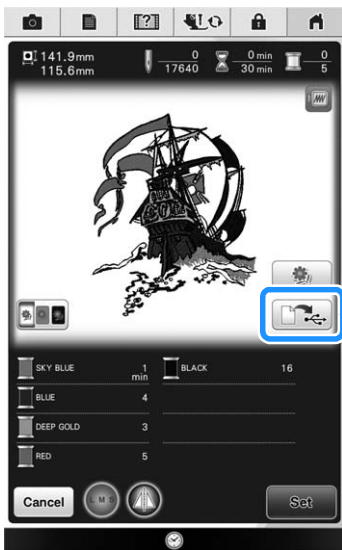 141.9mm
115.6mm
0
17640
0 min
30 min
0
5
SKY BLUE 1 min
BLACK 16
BLUE 4
DEEP GOLD 3
RED 5
Cancel
L M S
Set